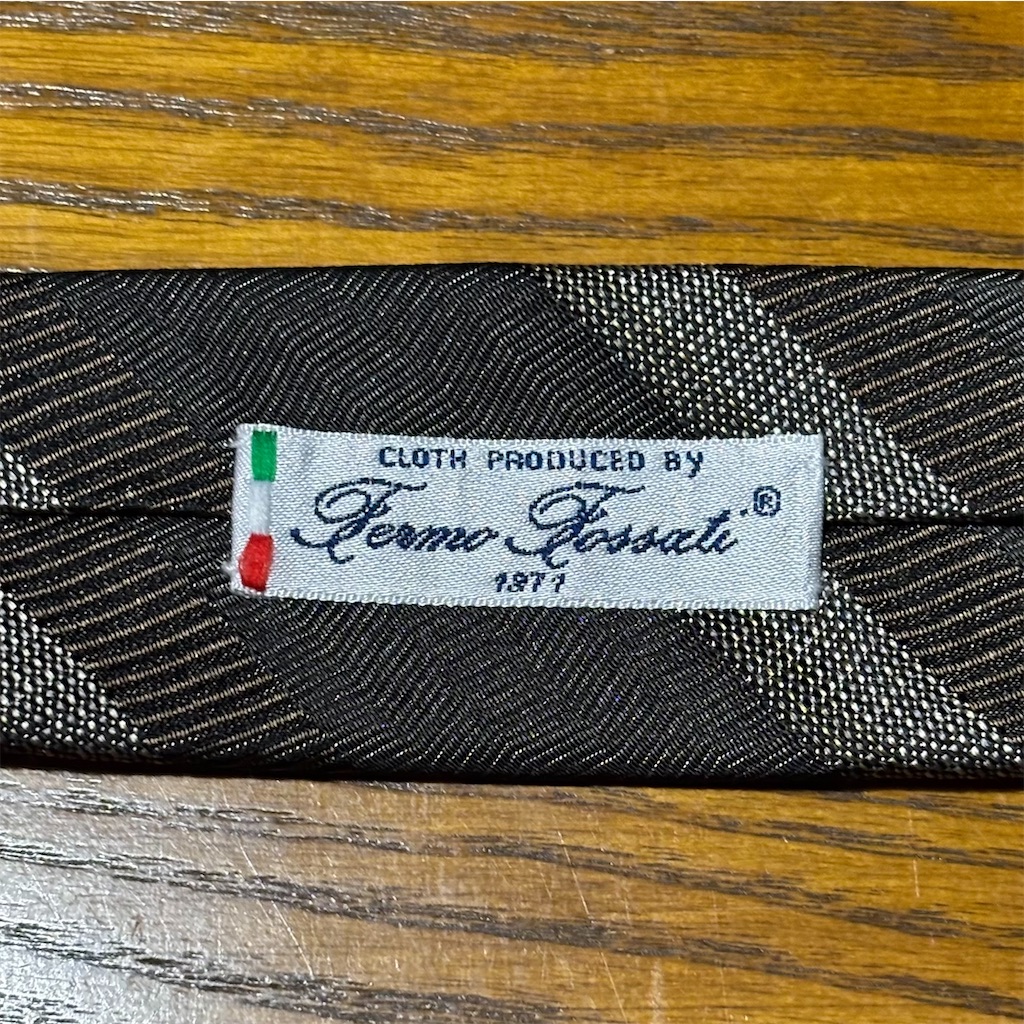 CLOTH PRODUCED BY
Fermo Fossati ®
1871